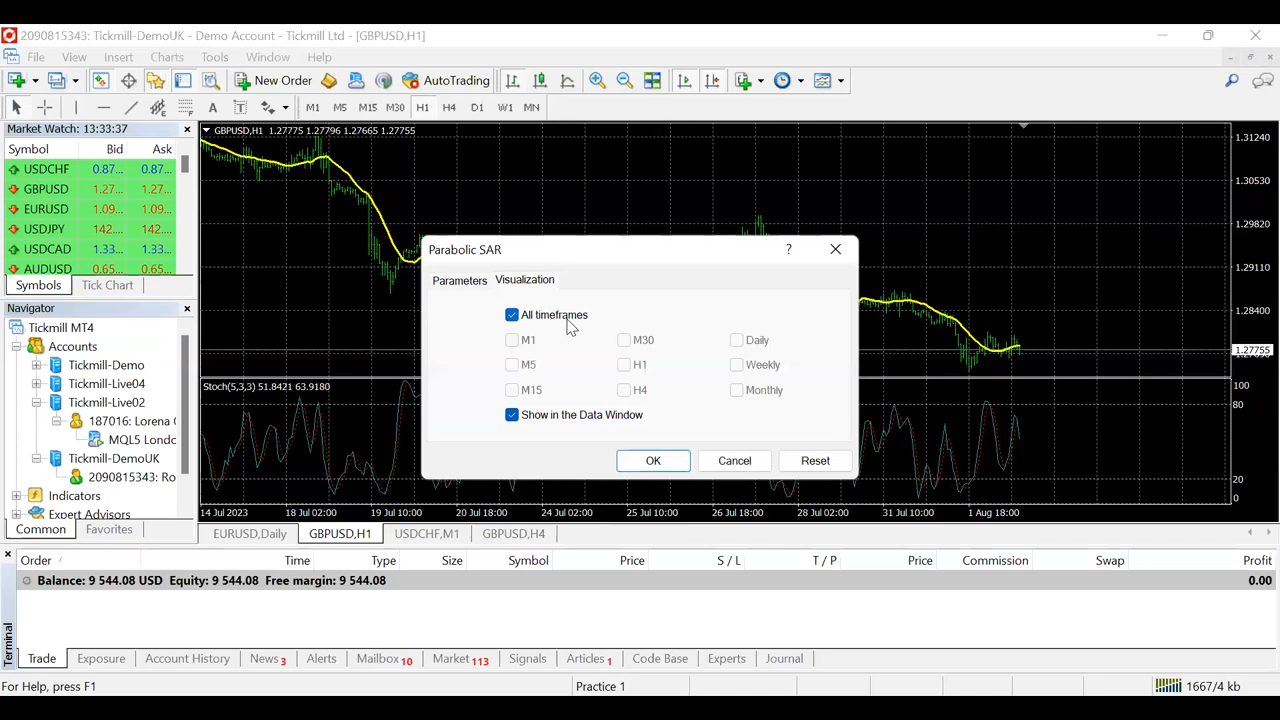 2090815343: Tickmill-DemoUK - Demo Account - Tickmill Ltd - [GBPUSD,H1]
File View Insert Charts Tools Window Help
New Order AutoTrading
A T M1 M5 M15 M30 H1 H4 D1 W1 MN
Market Watch: 13:33:37
Symbol Bid Ask
USDCHF 0.87... 0.87...
GBPUSD 1.27... 1.27...
EURUSD 1.09... 1.09...
USDJPY 142.... 142....
USDCAD 1.33... 1.33...
AUDUSD 0.65... 0.65...
Symbols Tick Chart
Navigator
Tickmill MT4
Accounts
Tickmill-Demo
Tickmill-Live04
Tickmill-Live02
187016: Lorena
MQL5 Londc
Tickmill-DemoUK
2090815343: Ro
Indicators
Expert Advisors
Common Favorites
GBPUSD,H1 1.27775 1.27796 1.27665 1.27755
1.31240
1.30530
1.29820
1.29110
1.28400
1.27755
Parabolic SAR ?
Parameters Visualization
All timeframes
M1 M30 Daily
M5 H1 Weekly
M15 H4 Monthly
Show in the Data Window
OK Cancel Reset
Stoch(5,3,3) 51.8421 63.9180
100
80
20
0
14 Jul 2023 18 Jul 02:00 19 Jul 10:00 20 Jul 18:00 24 Jul 02:00 25 Jul 10:00 26 Jul 18:00 28 Jul 02:00 31 Jul 10:00 1 Aug 18:00
EURUSD,Daily GBPUSD,H1 USDCHF,M1 GBPUSD,H4
Order Time Type Size Symbol Price S / L T / P Price Commission Swap Profit
Balance: 9 544.08 USD Equity: 9 544.08 Free margin: 9 544.08 0.00
Terminal
Trade Exposure Account History News 3 Alerts Mailbox 10 Market 113 Signals Articles 1 Code Base Experts Journal
For Help, press F1 Practice 1 1667/4 kb